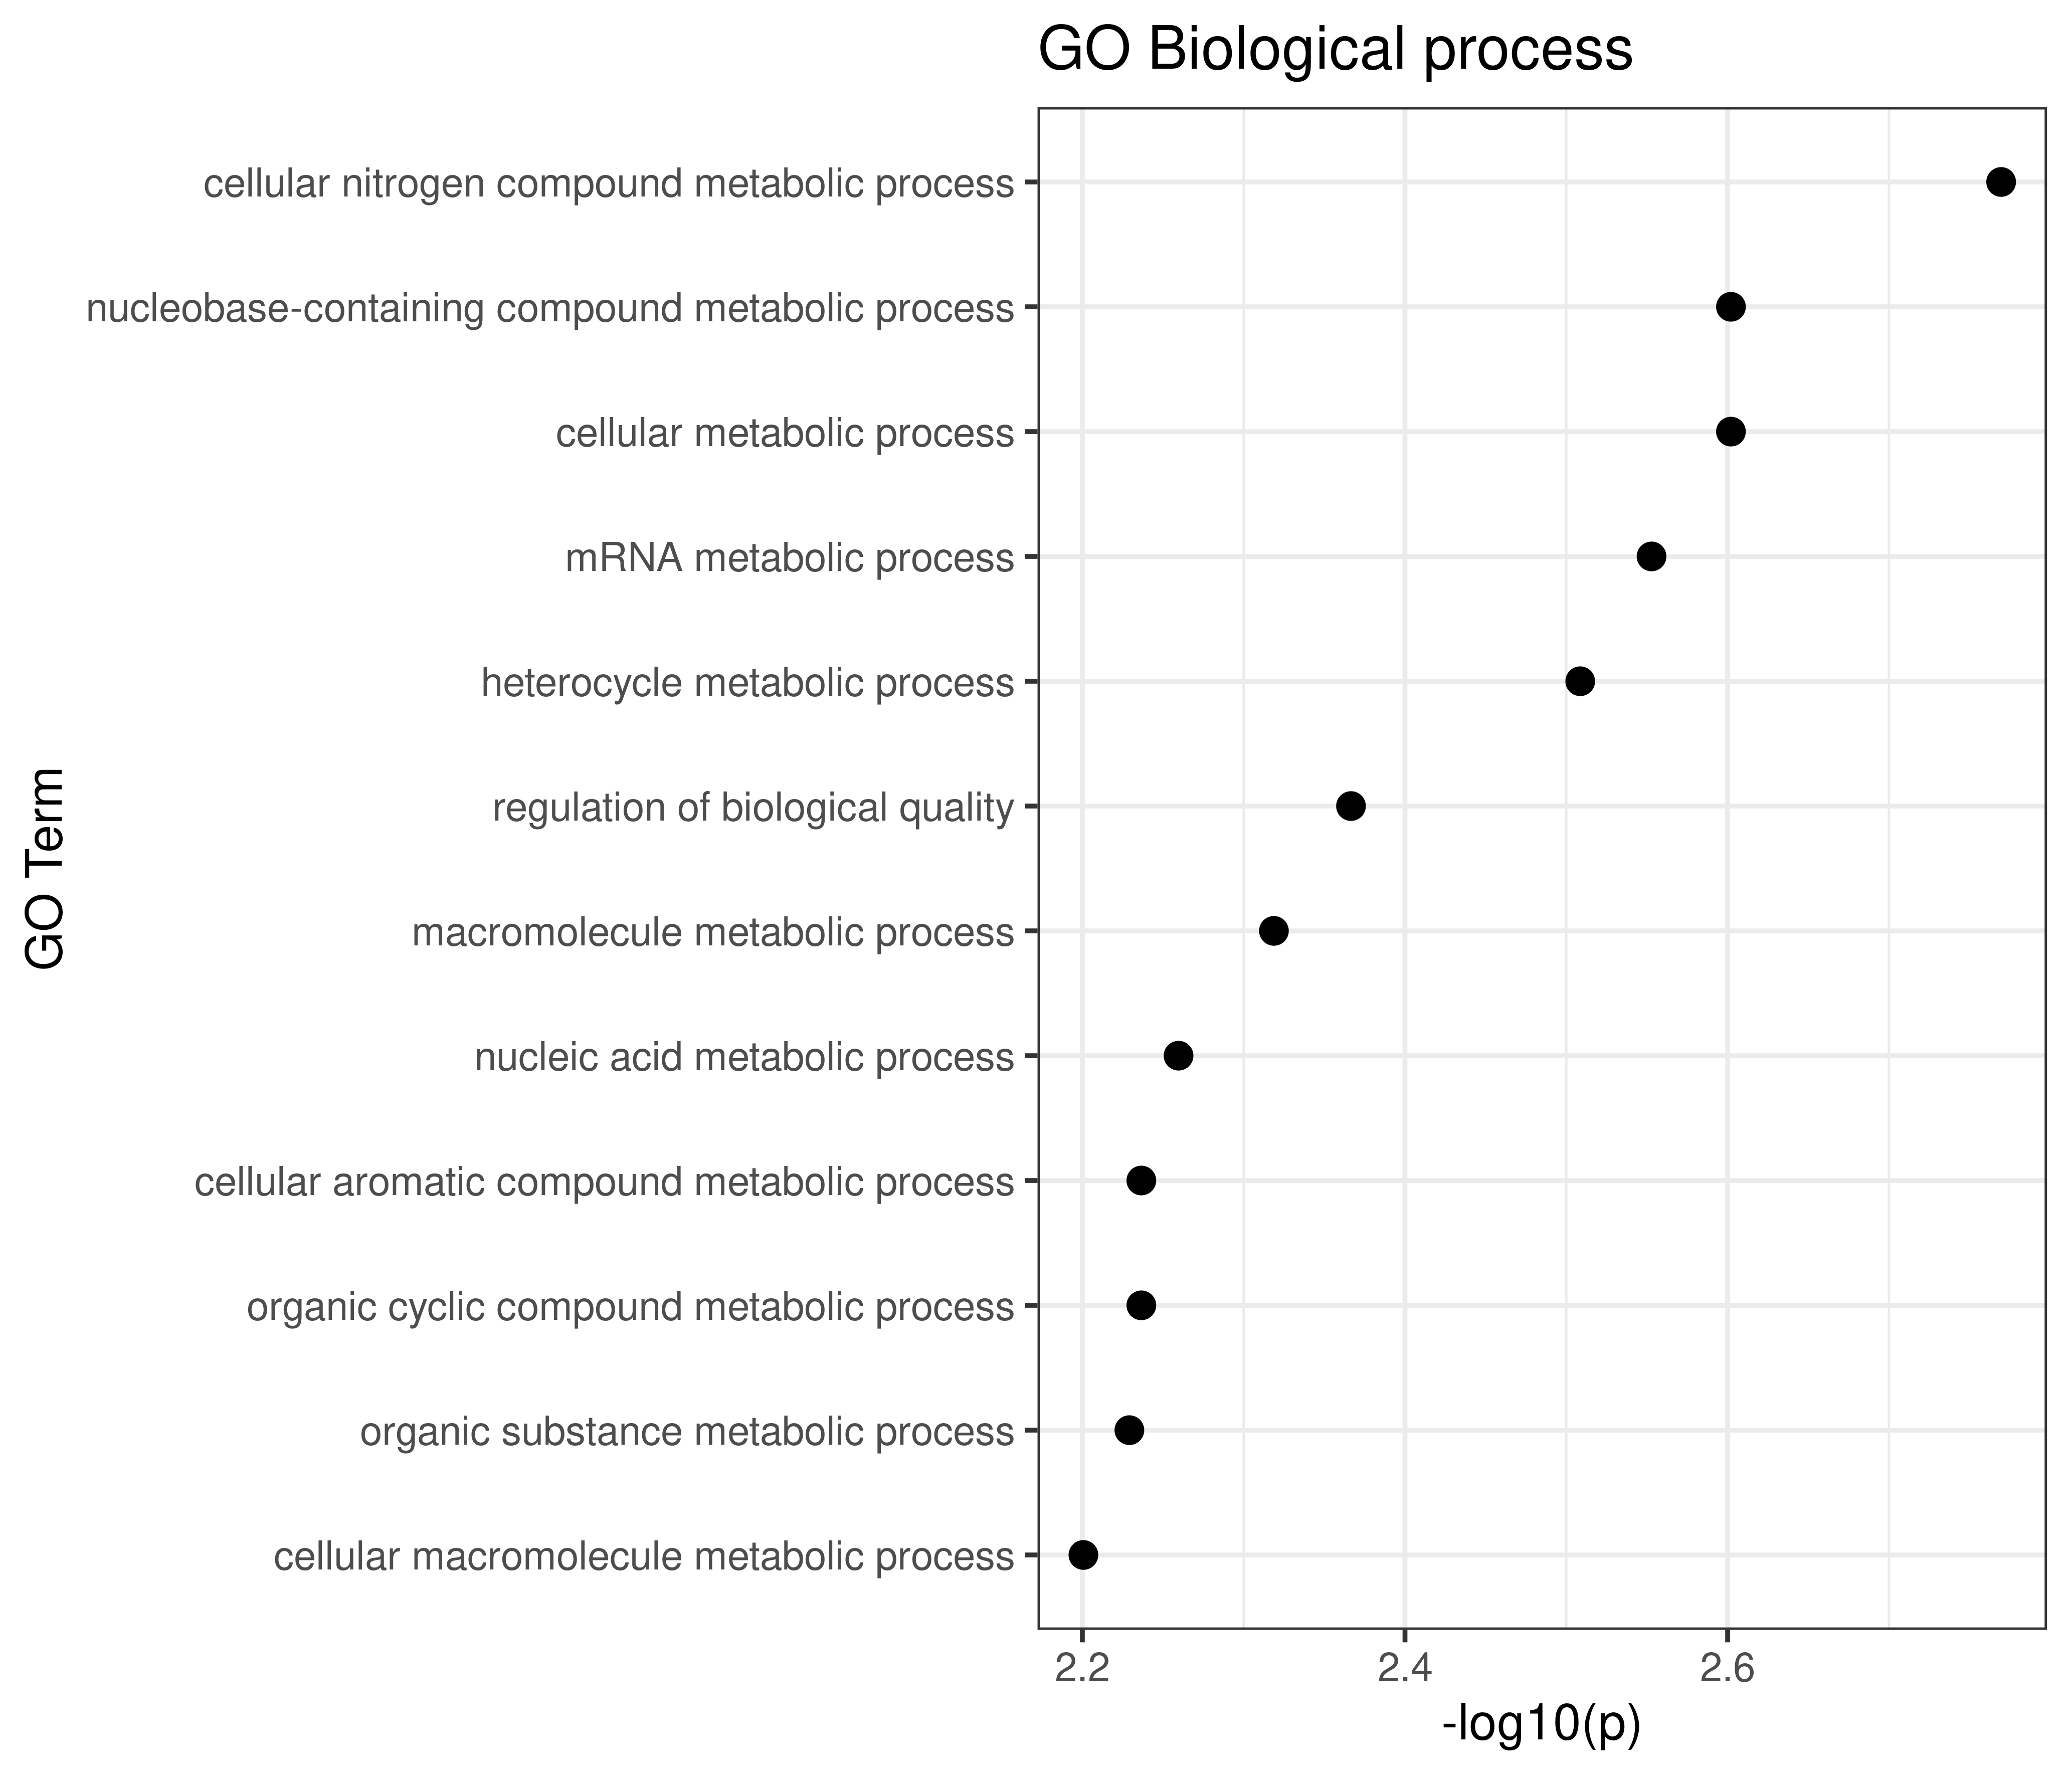 GO Biological process
cellular nitrogen compound metabolic process
nucleobase-containing compound metabolic process
cellular metabolic process
mRNA metabolic process
heterocycle metabolic process
regulation of biological quality
macromolecule metabolic process
nucleic acid metabolic process
cellular aromatic compound metabolic process
organic cyclic compound metabolic process
organic substance metabolic process
cellular macromolecule metabolic process
GO Term
2.2 2.4 2.6
-log10(p)